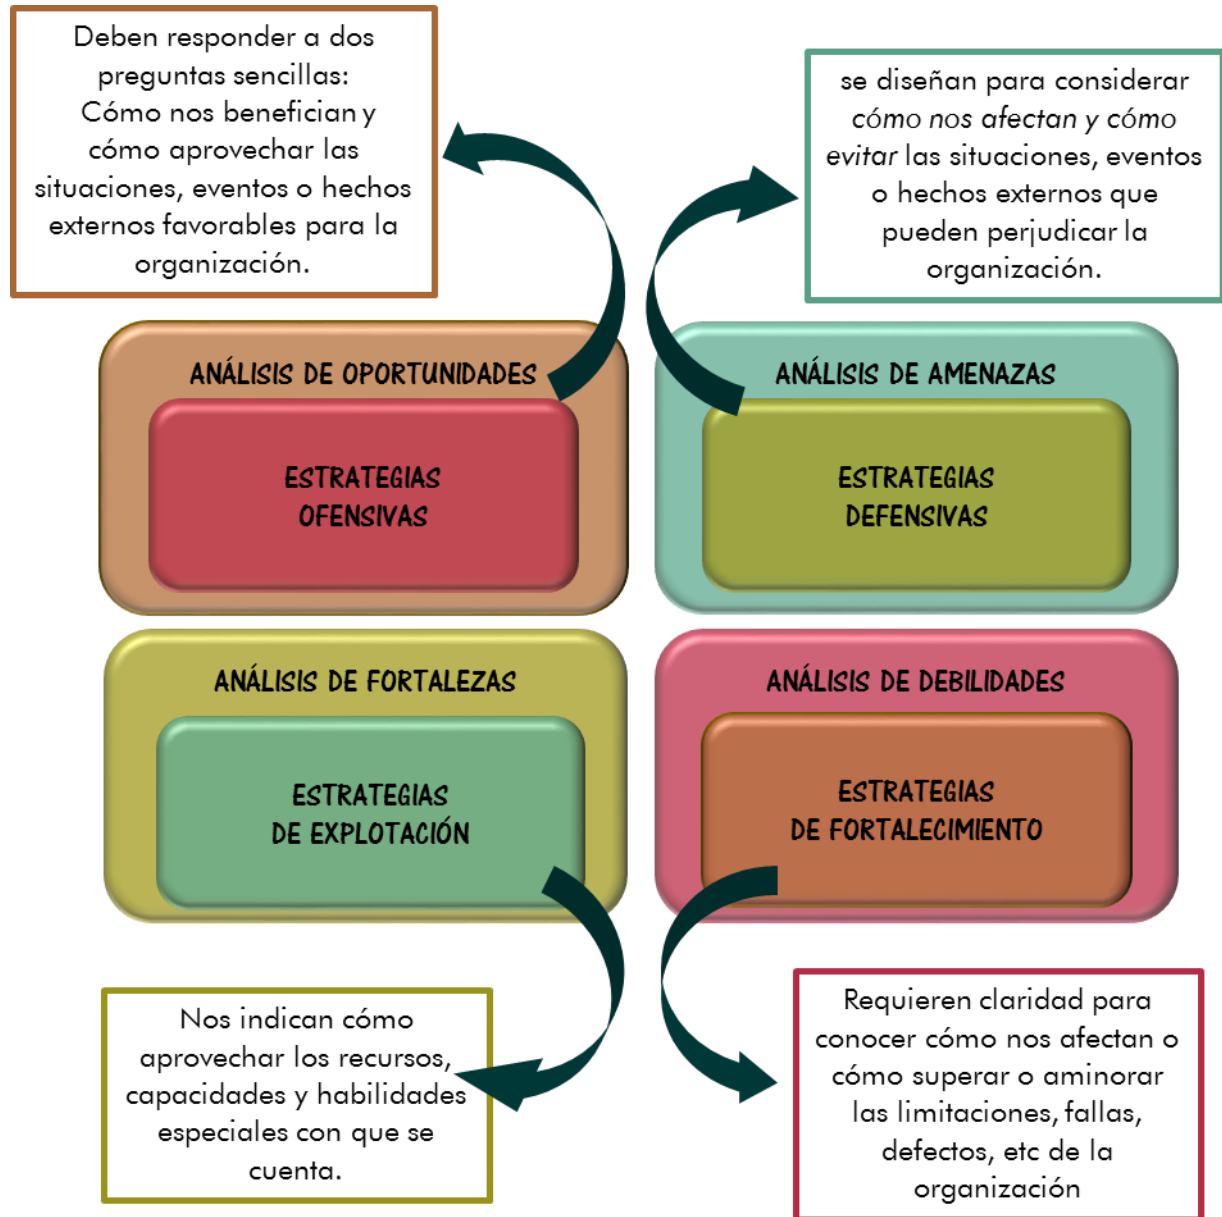 Deben responder a dos
preguntas sencillas:
Cómo nos benefician y
cómo aprovechar las
situaciones, eventos o hechos
externos favorables para la
organización.
se diseñan para considerar
cómo nos afectan y cómo
evitar las situaciones, eventos
o hechos externos que
pueden perjudicar la
organización.
ANÁLISIS DE OPORTUNIDADES
ESTRATEGIAS
OFENSIVAS
ANÁLISIS DE AMENAZAS
ESTRATEGIAS
DEFENSIVAS
ANÁLISIS DE FORTALEZAS
ESTRATEGIAS
DE EXPLOTACIÓN
ANÁLISIS DE DEBILIDADES
ESTRATEGIAS
DE FORTALECIMIENTO
Nos indican cómo
aprovechar los recursos,
capacidades y habilidades
especiales con que se
cuenta.
Requieren claridad para
conocer cómo nos afectan o
cómo superar o aminorar
las limitaciones, fallas,
defectos, etc de la
organización